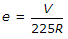 e = V / 225R